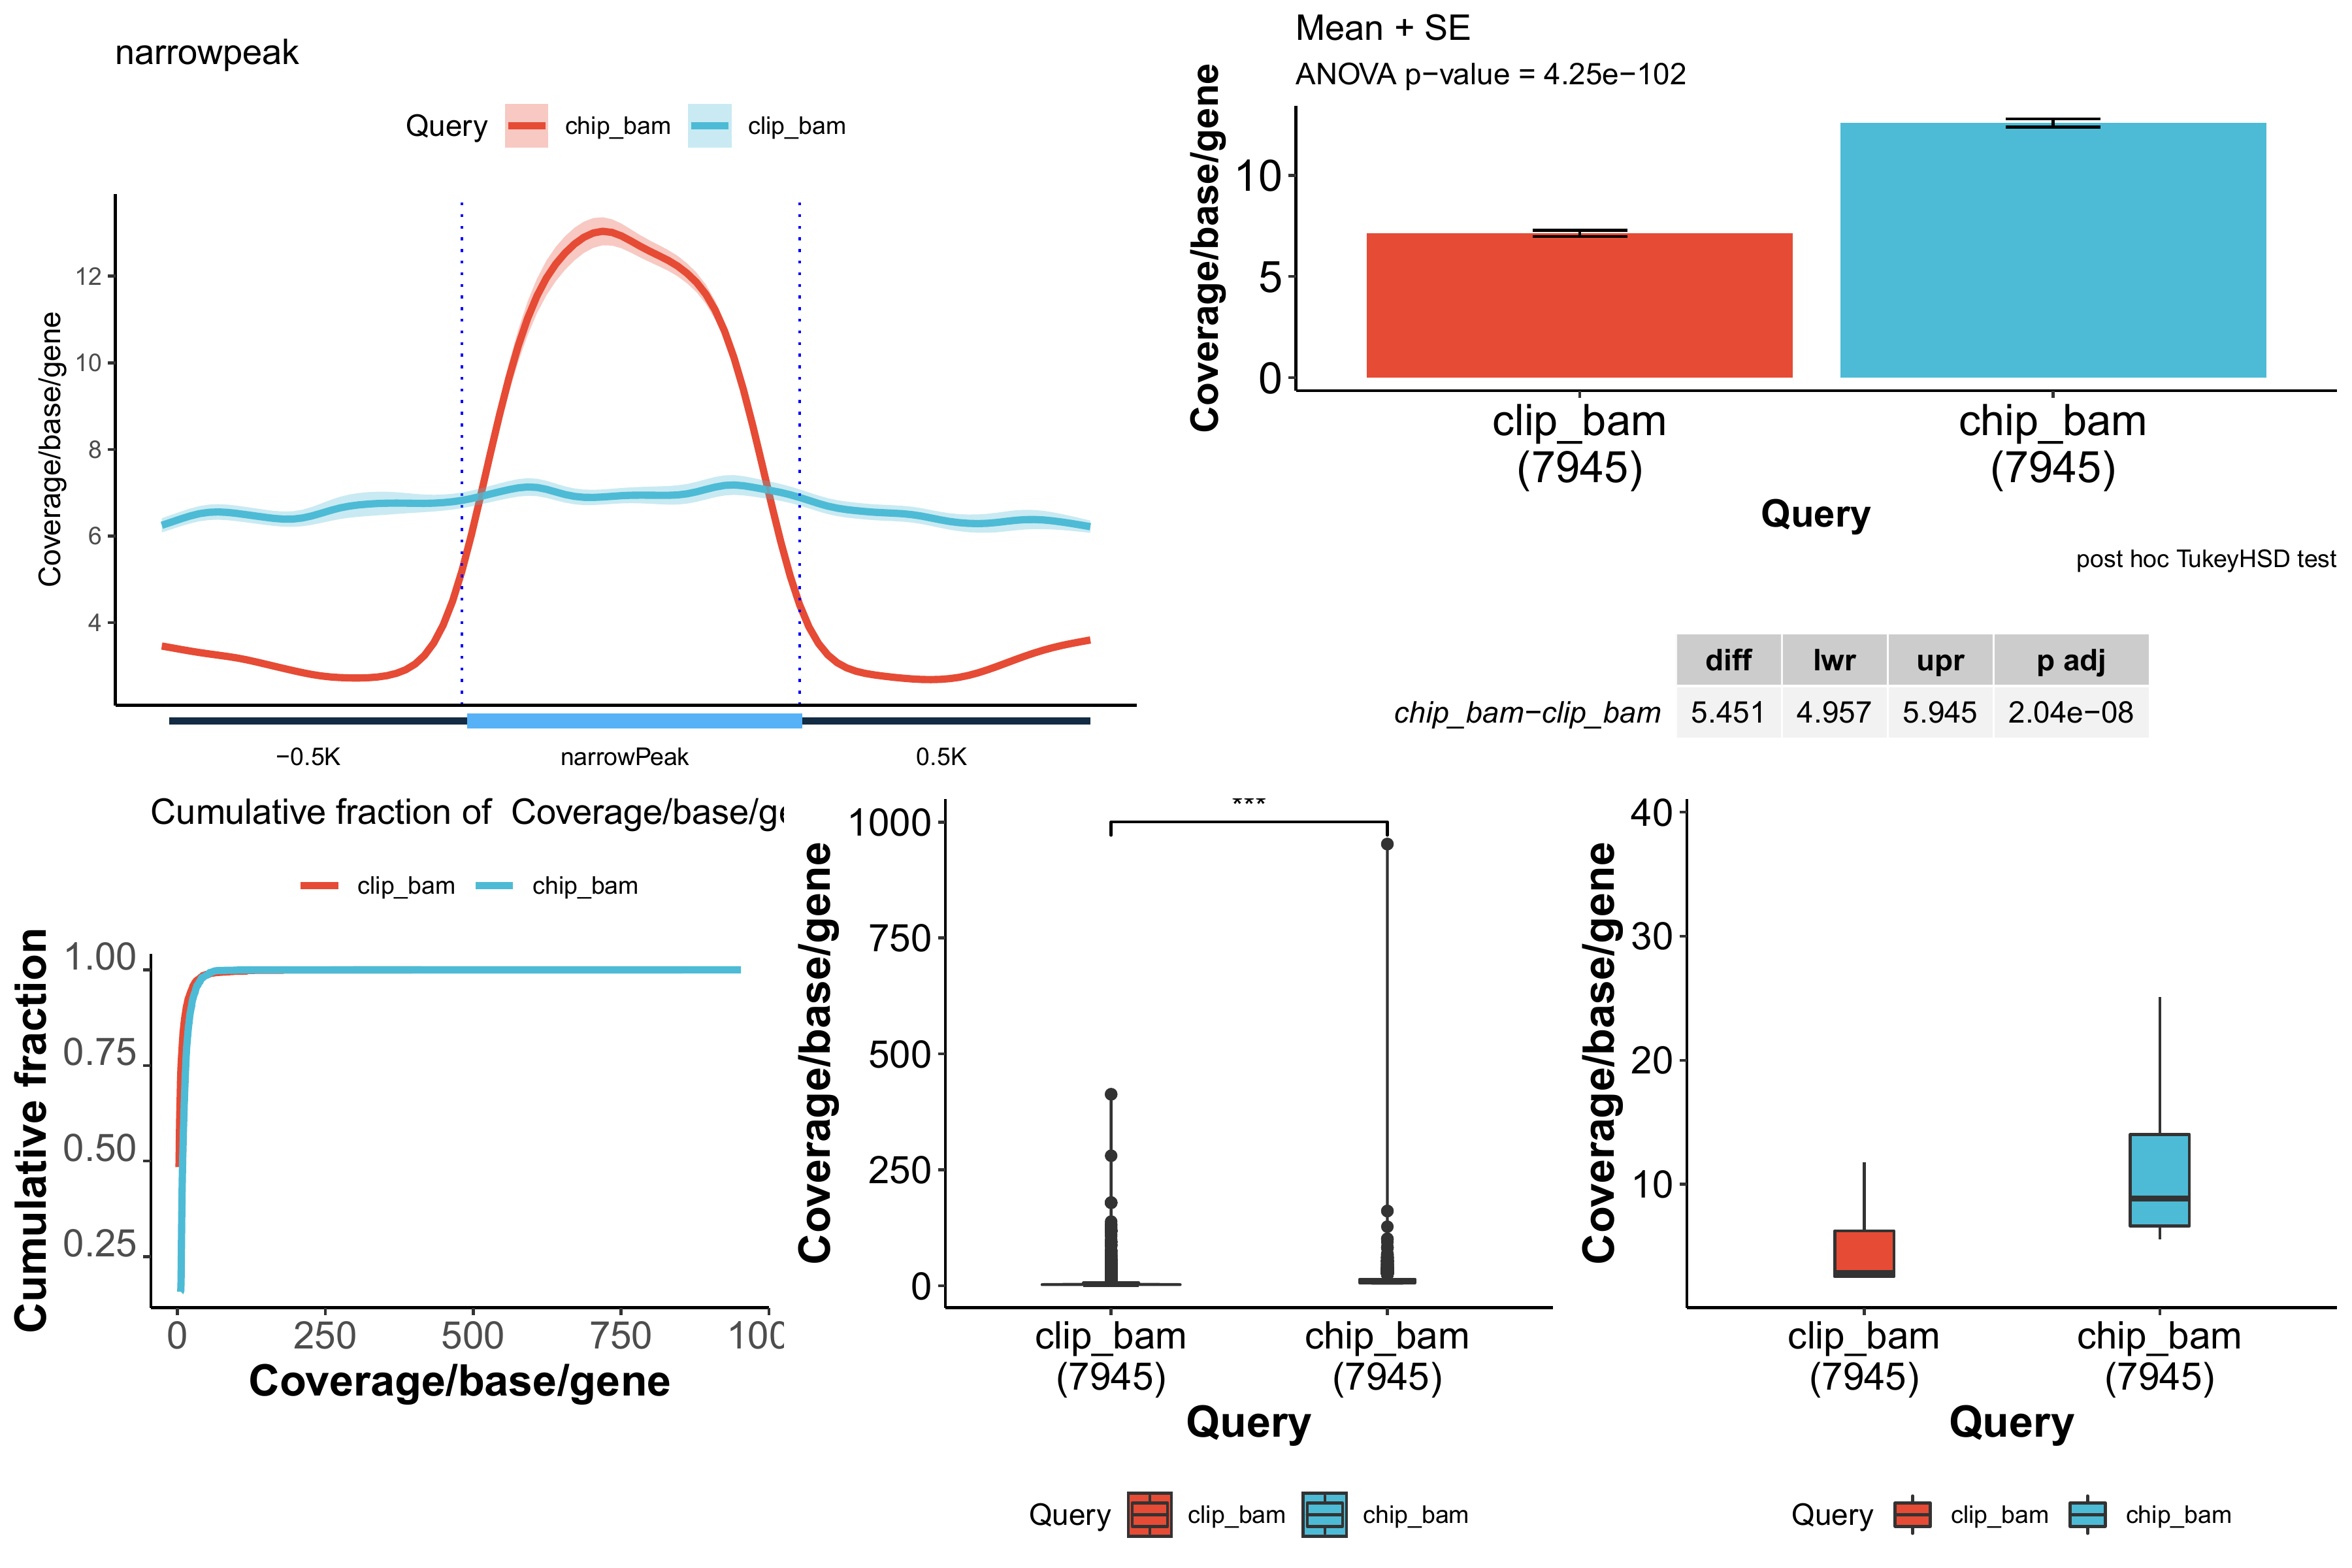 narrowpeak
Query chip_bam clip_bam
Coverage/base/gene
12
10
8
6
4
−0.5K narrowPeak 0.5K
Mean + SE
ANOVA p−value = 4.25e−102
Coverage/base/gene
10
5
0
clip_bam chip_bam
(7945) (7945)
Query
post hoc TukeyHSD test
diff lwr upr p adj
chip_bam−clip_bam 5.451 4.957 5.945 2.04e−08
Cumulative fraction of Coverage/base/ge
clip_bam chip_bam
Cumulative fraction
1.00
0.75
0.50
0.25
0 250 500 750 100
Coverage/base/gene
***
Coverage/base/gene
1000
750
500
250
0
clip_bam chip_bam
(7945) (7945)
Query
Query clip_bam chip_bam
Coverage/base/gene
40
30
20
10
clip_bam chip_bam
(7945) (7945)
Query
Query clip_bam chip_bam